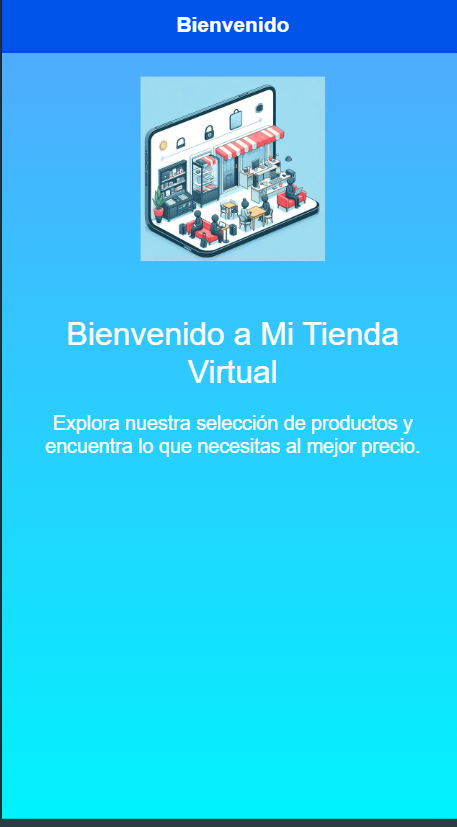 Bienvenido
Bienvenido a Mi Tienda
Virtual
Explora nuestra selección de productos y
encuentra lo que necesitas al mejor precio.